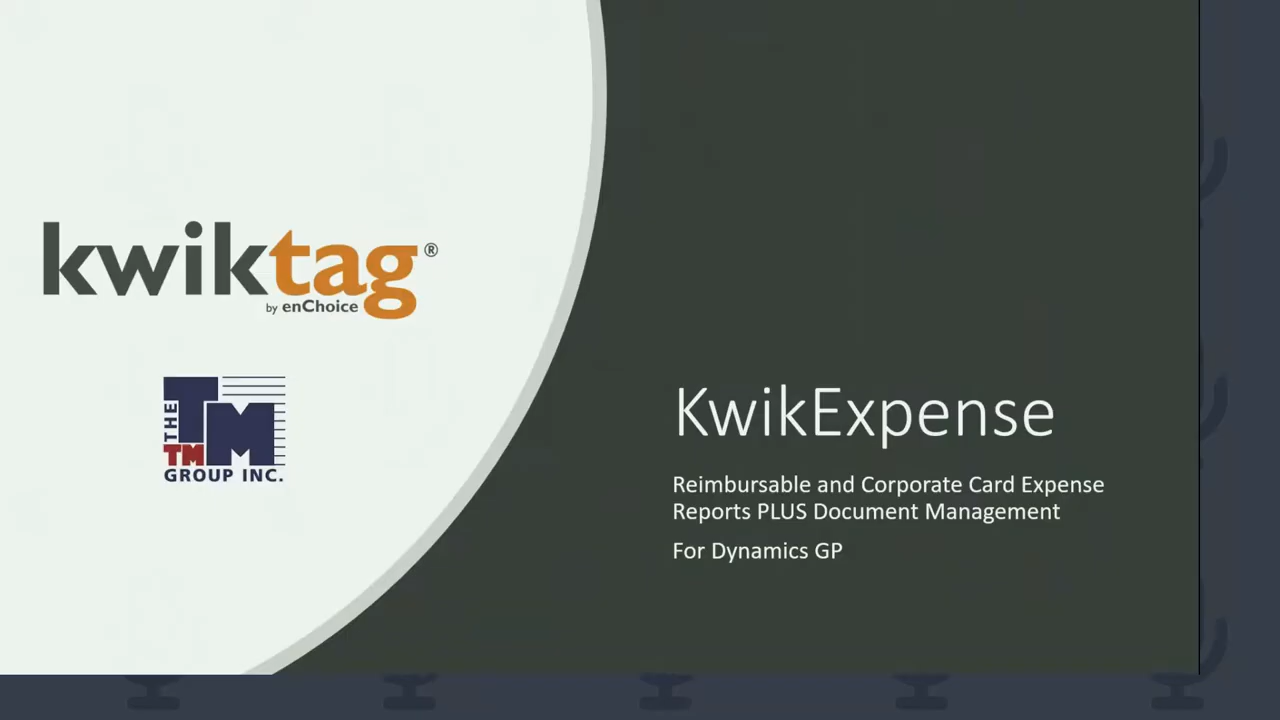 kwiktag®
by enChoice
THE TM
TM
GROUP INC.
KwikExpense
Reimbursable and Corporate Card Expense
Reports PLUS Document Management
For Dynamics GP